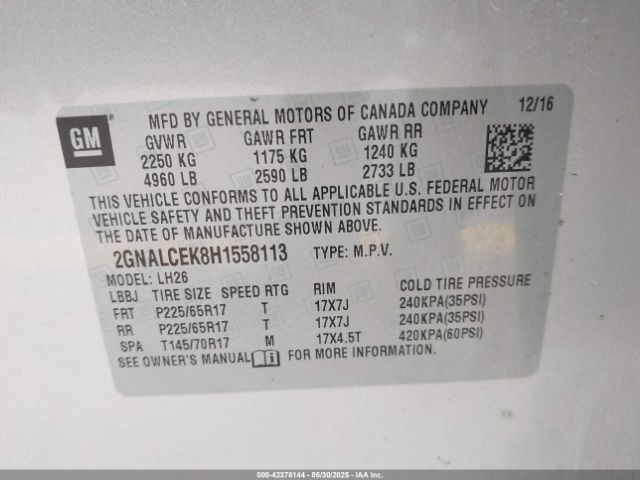 GM
MFD BY GENERAL MOTORS OF CANADA COMPANY 12/16
GVWR GAWR FRT GAWR RR
2250 KG 1175 KG 1240 KG
4960 LB 2590 LB 2733 LB
THIS VEHICLE CONFORMS TO ALL APPLICABLE U.S. FEDERAL MOTOR
VEHICLE SAFETY AND THEFT PREVENTION STANDARDS IN EFFECT ON
THE DATE OF MANUFACTURE SHOWN ABOVE.
2GNALCEK8H1558113 TYPE: M.P.V.
MODEL: LH26
LBBJ TIRE SIZE SPEED RTG RIM COLD TIRE PRESSURE
FRT P225/65R17 T 17X7J 240KPA(35PSI)
RR P225/65R17 T 17X7J 240KPA(35PSI)
SPA T145/70R17 M 17X4.5T 420KPA(60PSI)
SEE OWNER'S MANUAL FOR MORE INFORMATION.
000-42378144 - 05/30/2025 - IAAI.COM